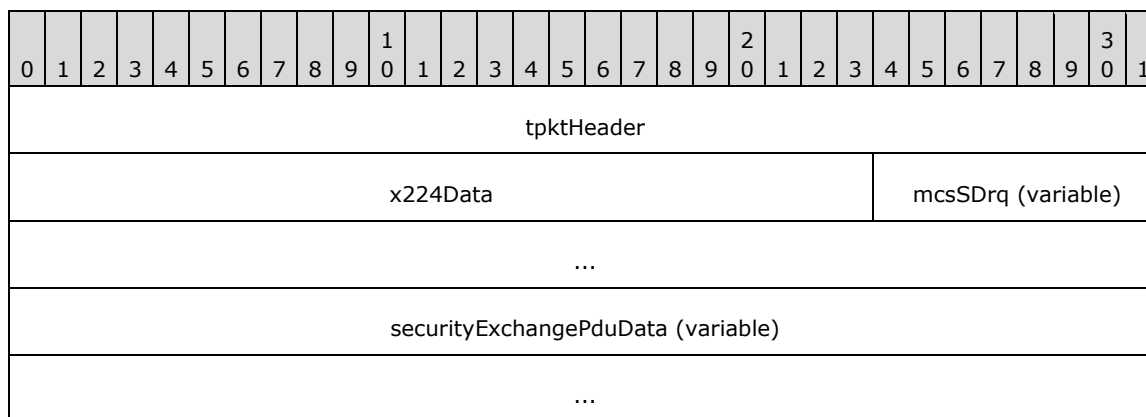 1 2 3
0 1 2 3 4 5 6 7 8 9 0 1 2 3 4 5 6 7 8 9 0 1 2 3 4 5 6 7 8 9 0 1
tpktHeader
x224Data mcsSDrq (variable)
...
securityExchangePduData (variable)
...